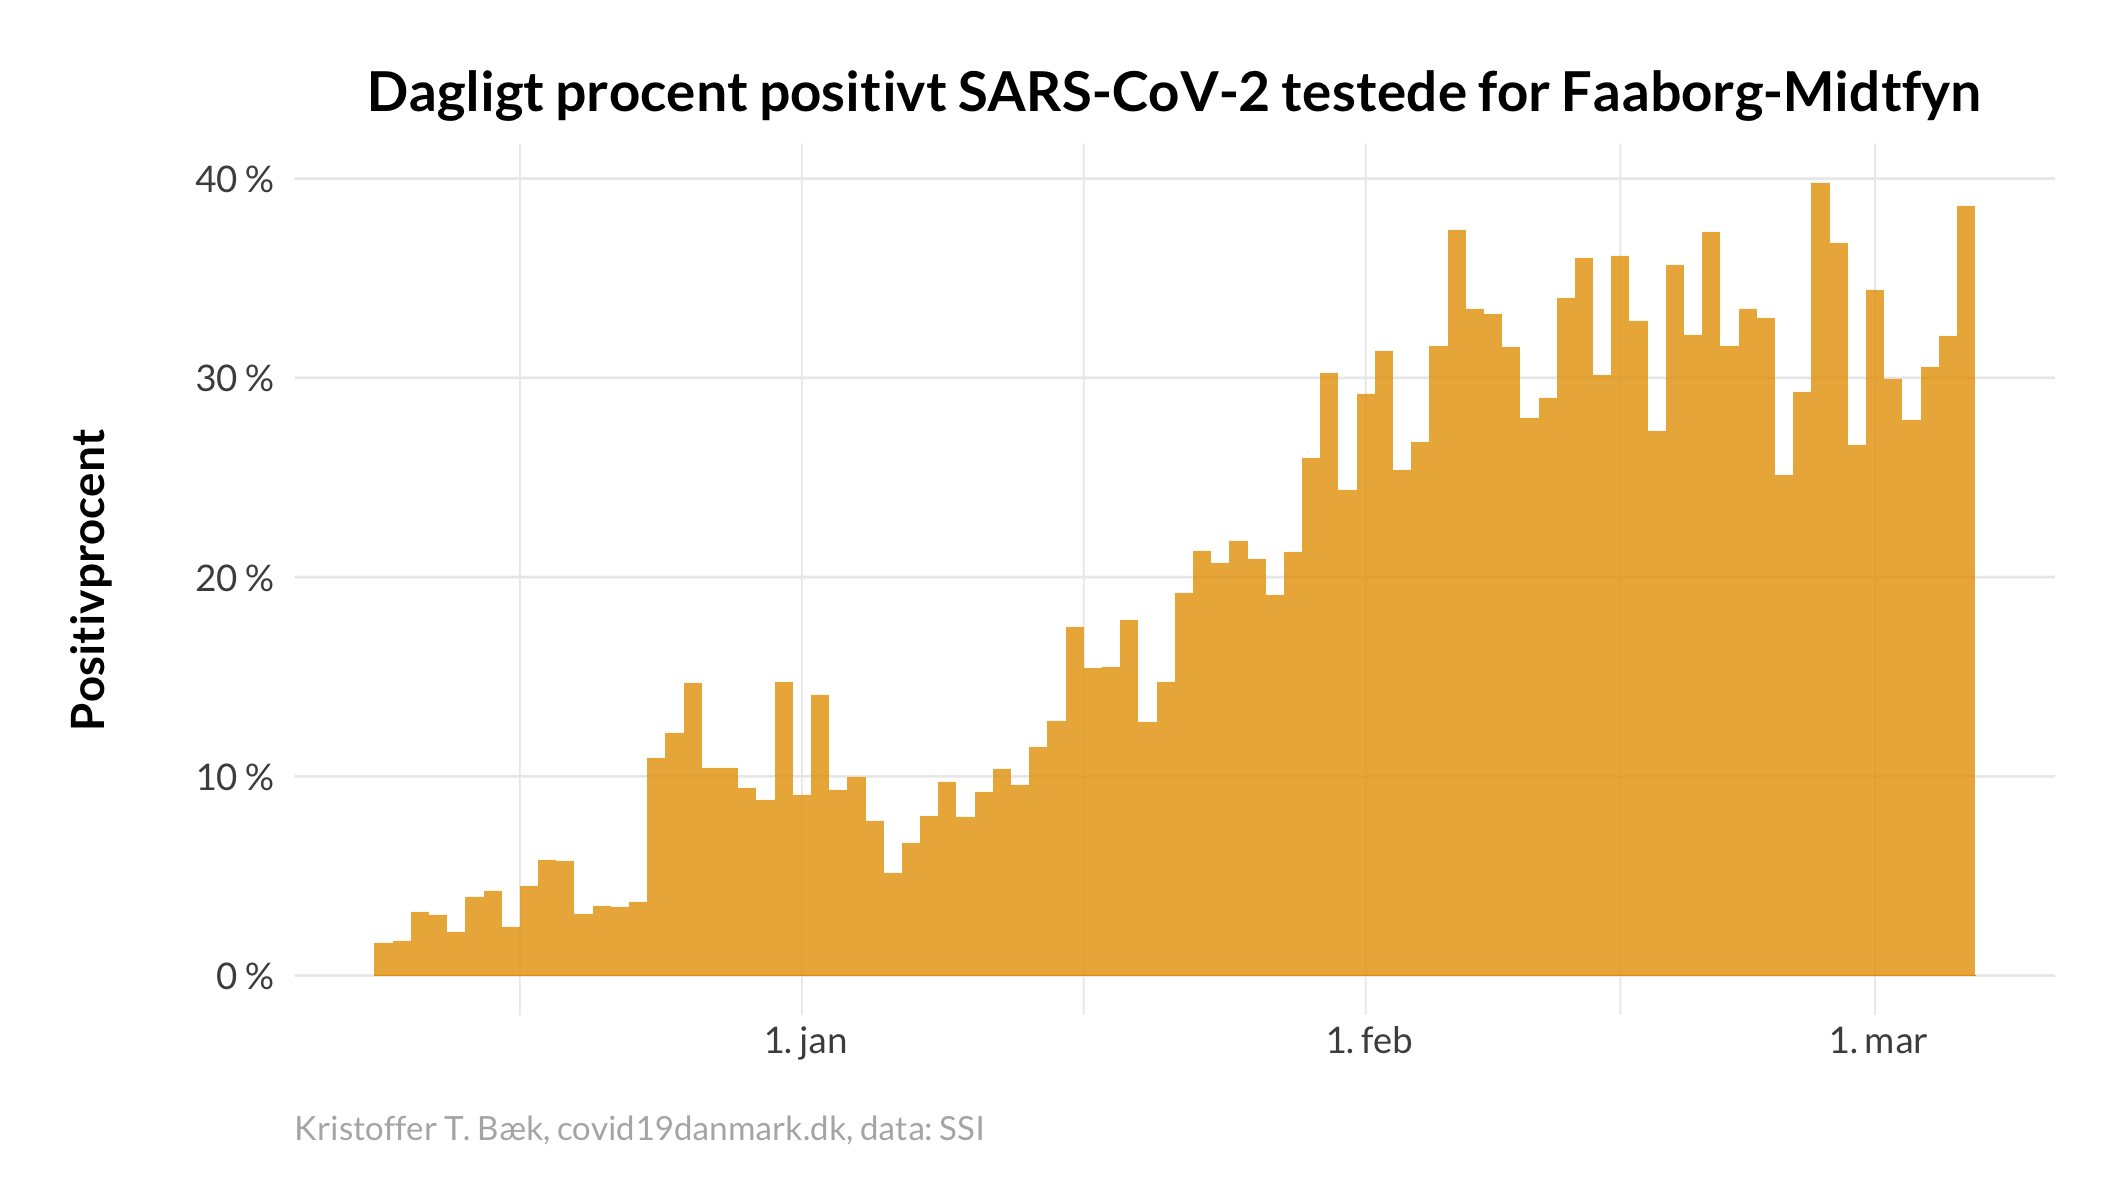 Dagligt procent positivt SARS-CoV-2 testede for Faaborg-Midtfyn
Positivprocent
40 %
30 %
20 %
10 %
0 %
1. jan
1. feb
1. mar
Kristoffer T. Bæk, covid19danmark.dk, data: SSI